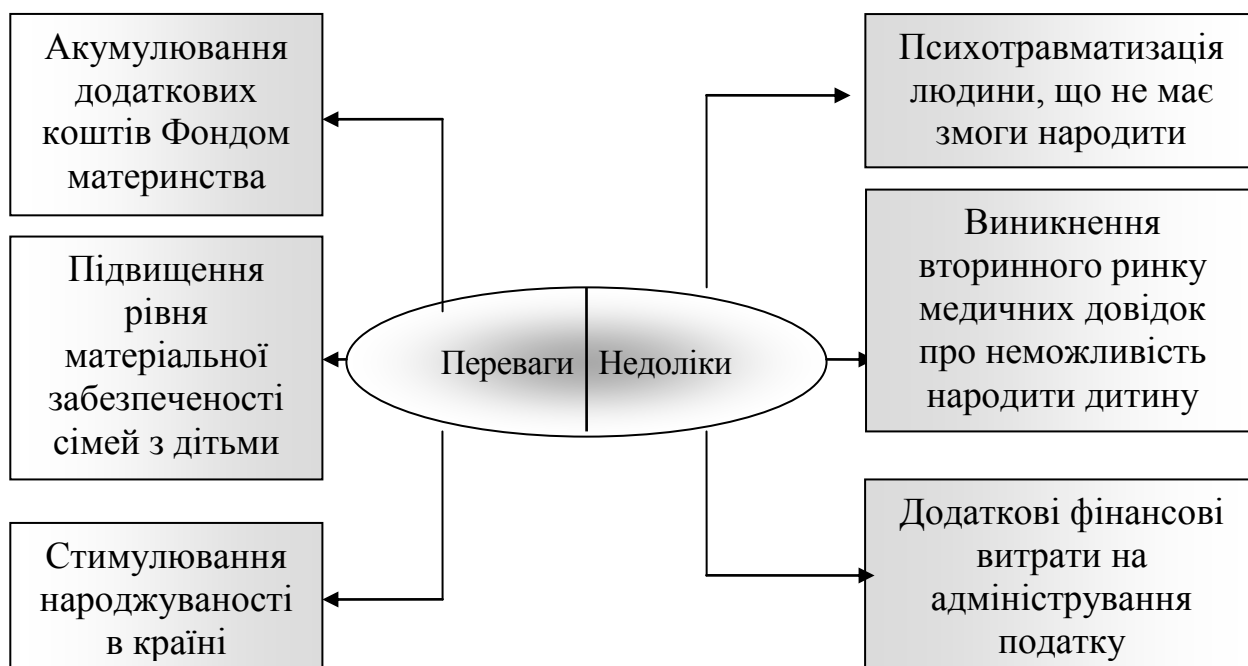 Акумулювання
додаткових
коштів Фондом
материнства
Підвищення
рівня
матеріальної
забезпеченості
сімей з дітьми
Стимулювання
народжуваності
в країні
Переваги
Недоліки
Психотравматизація
людини, що не має
змоги народити
Виникнення
вторинного ринку
медичних довідок
про неможливість
народити дитину
Додаткові фінансові
витрати на
адміністрування
податку